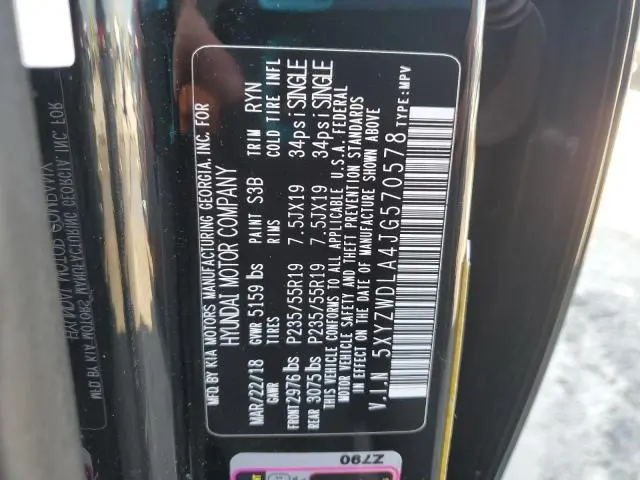 MFG.BY KIA MOTORS MANUFACTURING GEORGIA, INC. FOR
HYUNDAI MOTOR COMPANY
MAR/22/18 PAINT S3B TRIM RYN
GVWR 5159 lbs
GAWR TIRES RIMS COLD TIRE INFL
FRONT 2976 lbs P235/55R19 7.5JX19 34psi SINGLE
REAR 3075 lbs P235/55R19 7.5JX19 34psi SINGLE
THIS VEHICLE CONFORMS TO ALL APPLICABLE U.S.A. FEDERAL
MOTOR VEHICLE SAFETY AND THEFT PREVENTION STANDARDS
IN EFFECT ON THE DATE OF MANUFACTURE SHOWN ABOVE
V.I.N 5XYZWDLA4JG570578 TYPE:MPV
Z790